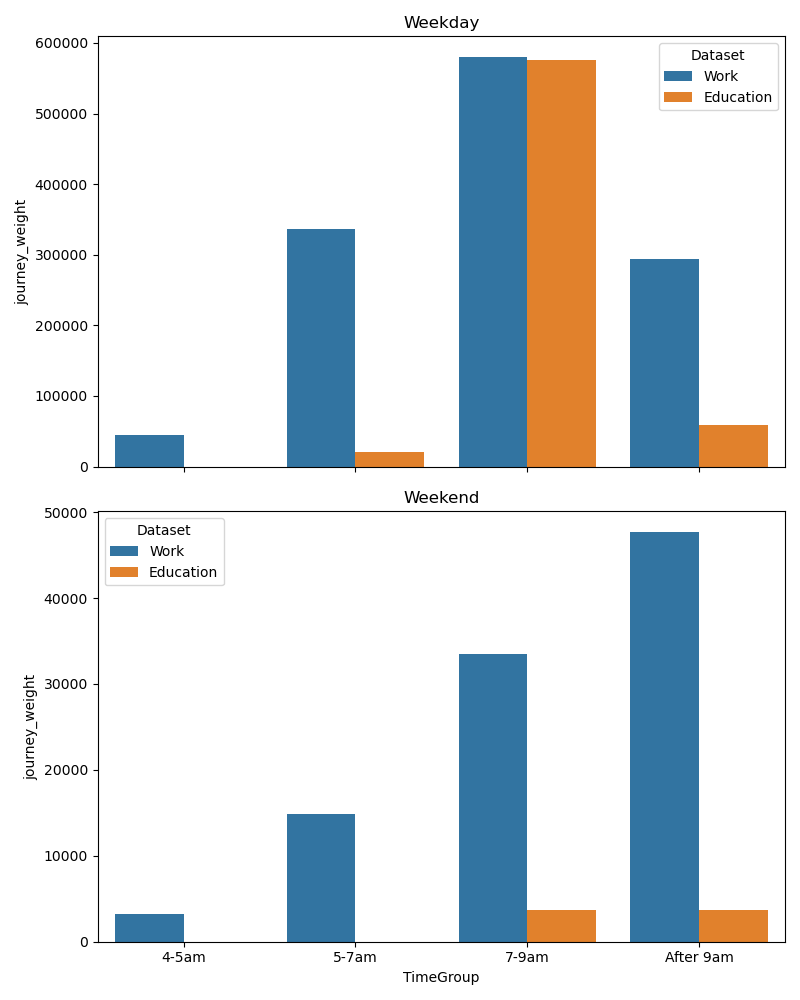 Weekday
600000
500000
400000
300000
200000
100000
0
journey_weight
Dataset
Work
Education
Weekend
50000
40000
30000
20000
10000
0
journey_weight
Dataset
Work
Education
4-5am 5-7am 7-9am After 9am
TimeGroup